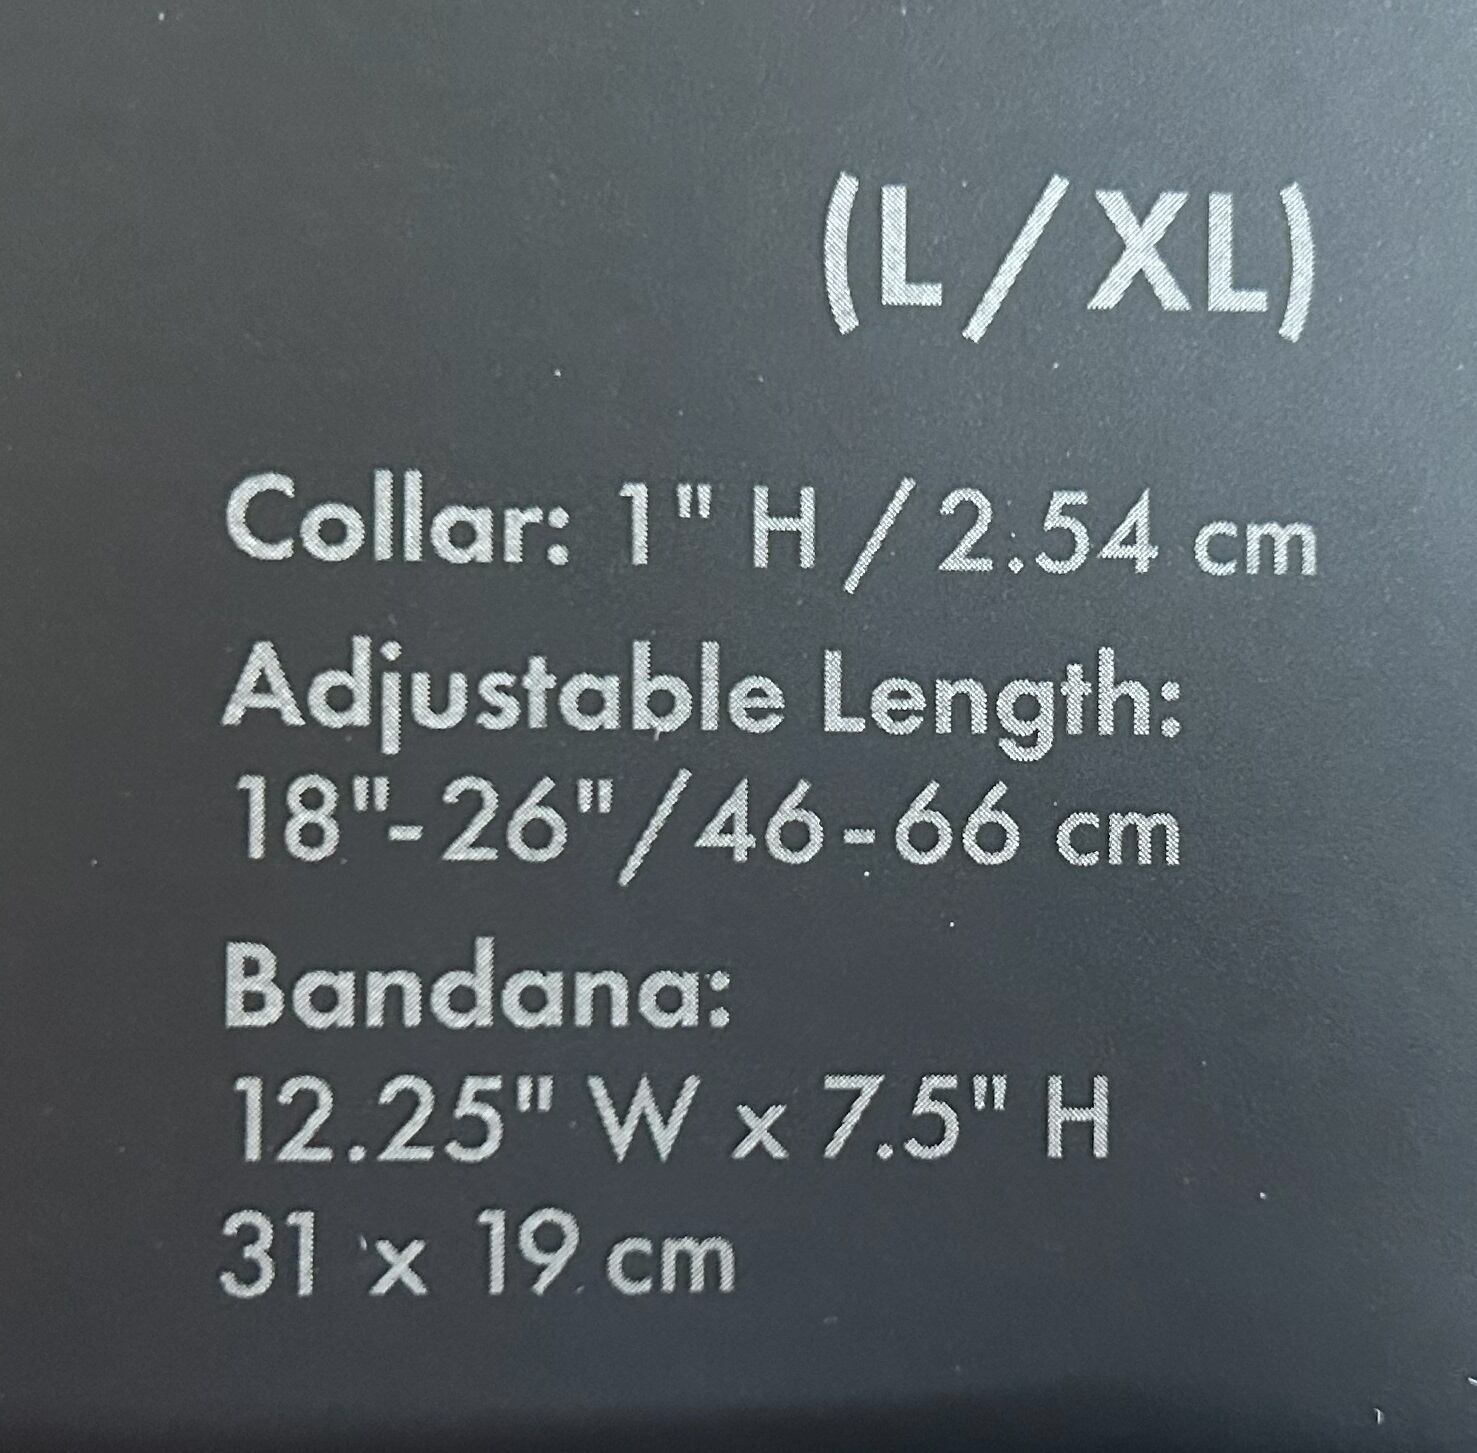 (L/XL)
Collar: 1" H / 2.54 cm
Adjustable Length:
18"-26"/46-66 cm
Bandana:
12.25" W x 7.5" H
31 x 19 cm